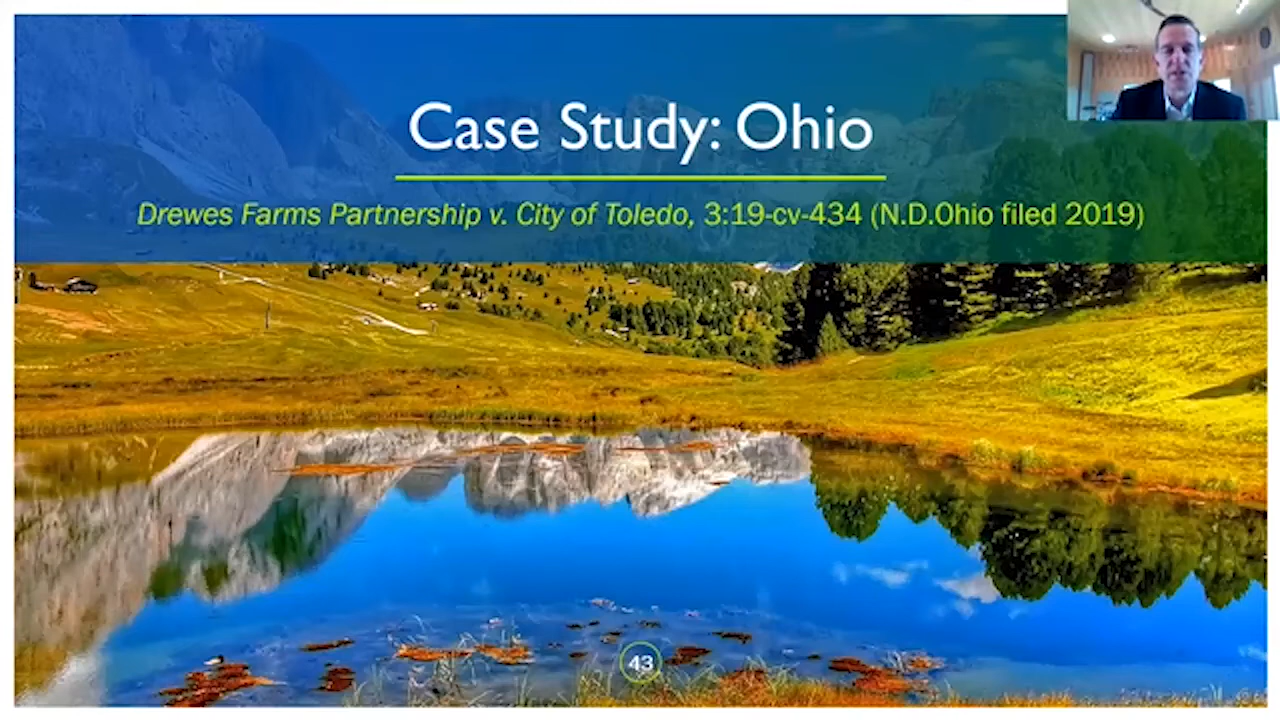 Case Study: Ohio
Drewes Farms Partnership v. City of Toledo, 3:19-cv-434 (N.D.Ohio filed 2019)
43